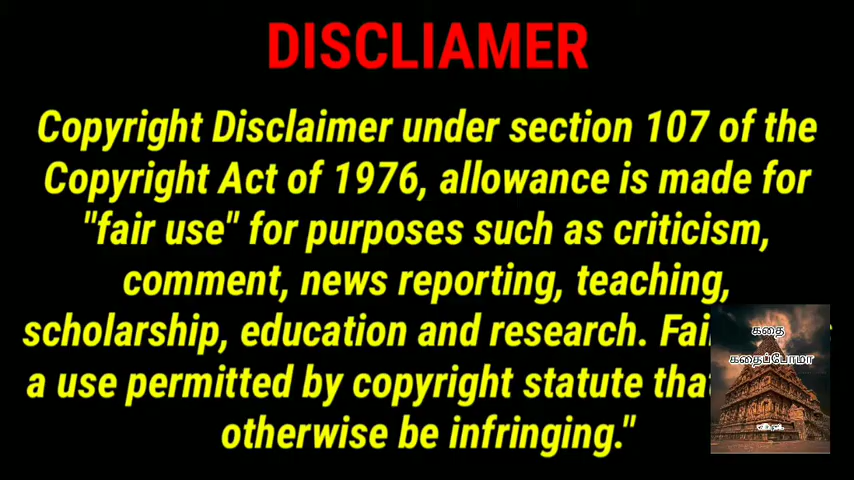 DISCLIAMER
Copyright Disclaimer under section 107 of the
Copyright Act of 1976, allowance is made for
"fair use" for purposes such as criticism,
comment, news reporting, teaching,
scholarship, education and research. Fai
a use permitted by copyright statute tha
otherwise be infringing."
கதை
கதைப்போமா